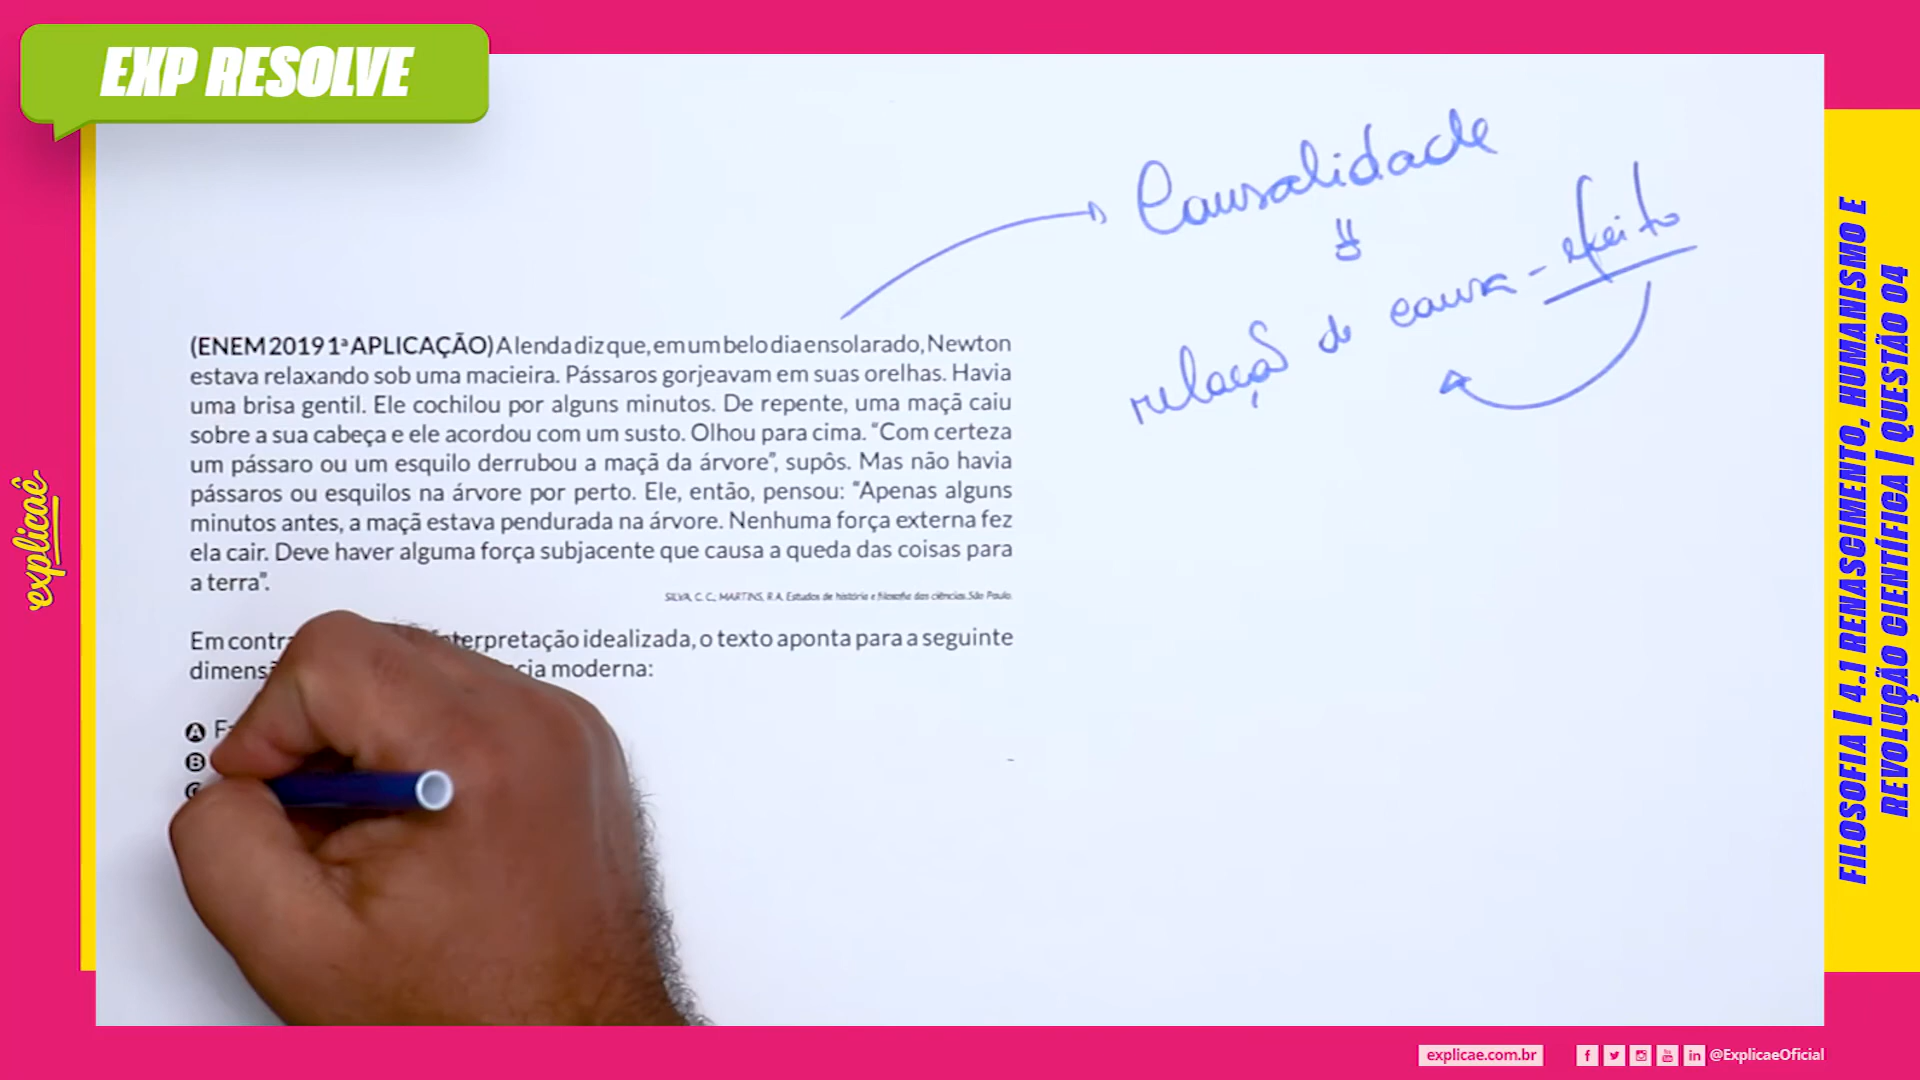 EXP RESOLVE
Causalidade
relação de causa - efeito
(ENEM 2019 1ª APLICAÇÃO) A lenda diz que, em um belo dia ensolarado, Newton
estava relaxando sob uma macieira. Pássaros gorjeavam em suas orelhas. Havia
uma brisa gentil. Ele cochilou por alguns minutos. De repente, uma maçã caiu
sobre a sua cabeça e ele acordou com um susto. Olhou para cima. “Com certeza
um pássaro ou um esquilo derrubou a maçã da árvore”, supôs. Mas não havia
pássaros ou esquilos na árvore por perto. Ele, então, pensou: “Apenas alguns
minutos antes, a maçã estava pendurada na árvore. Nenhuma força externa fez
ela cair. Deve haver alguma força subjacente que causa a queda das coisas para
a terra”.
SILVA, C. C.; MARTINS, R. A. Estudos de história e filosofia das ciências. São Paulo.
Em contr terpretação idealizada, o texto aponta para a seguinte
dimens cia moderna:
A F
B
C
explicaê
FILOSOFIA | 4.1 RENASCIMENTO, HUMANISMO E
REVOLUÇÃO CIENTÍFICA | QUESTÃO 04
explicae.com.br
@ExplicaeOficial